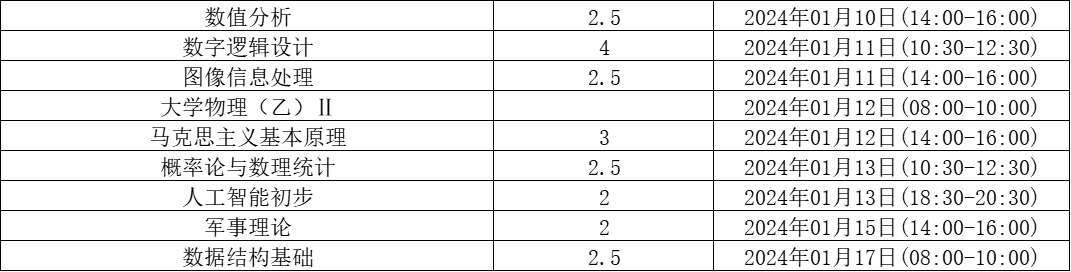 数值分析 2.5 2024年01月10日(14:00-16:00)
数字逻辑设计 4 2024年01月11日(10:30-12:30)
图像信息处理 2.5 2024年01月11日(14:00-16:00)
大学物理（乙）Ⅱ 2024年01月12日(08:00-10:00)
马克思主义基本原理 3 2024年01月12日(14:00-16:00)
概率论与数理统计 2.5 2024年01月13日(10:30-12:30)
人工智能初步 2 2024年01月13日(18:30-20:30)
军事理论 2 2024年01月15日(14:00-16:00)
数据结构基础 2.5 2024年01月17日(08:00-10:00)